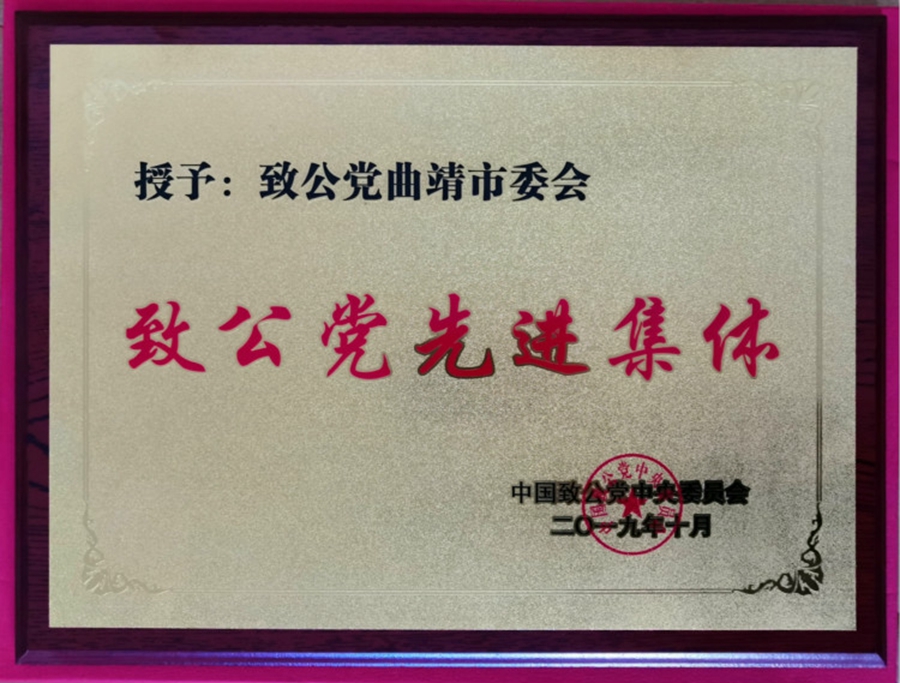 授予：致公党曲靖市委会
致公党先进集体
中国致公党中央委员会
二〇一九年十月